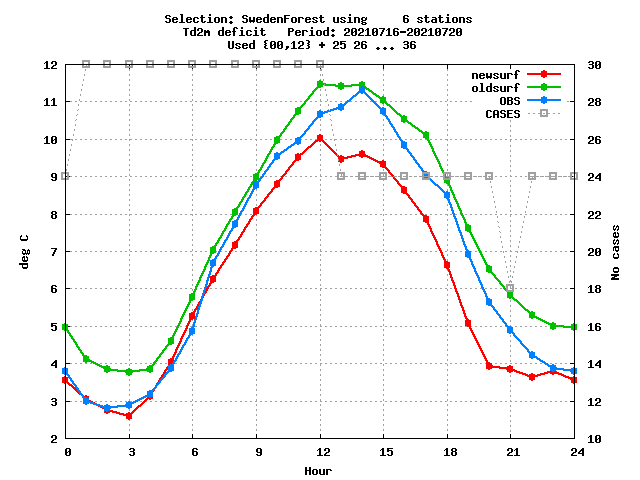 Selection: SwedenForest using     6 stations
Td2m deficit   Period: 20210716-20210720
Used {00,12} + 25 26 ... 36
12
11
10
9
8
7
6
5
4
3
2
deg C
newsurf
oldsurf
OBS
CASES
30
28
26
24
22
20
18
16
14
12
10
No cases
0 3 6 9 12 15 18 21 24
Hour